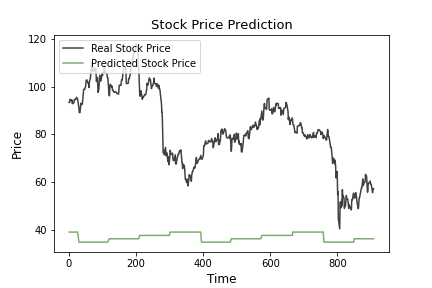 Stock Price Prediction
120
100
80
60
40
Price
Real Stock Price
Predicted Stock Price
0 200 400 600 800
Time